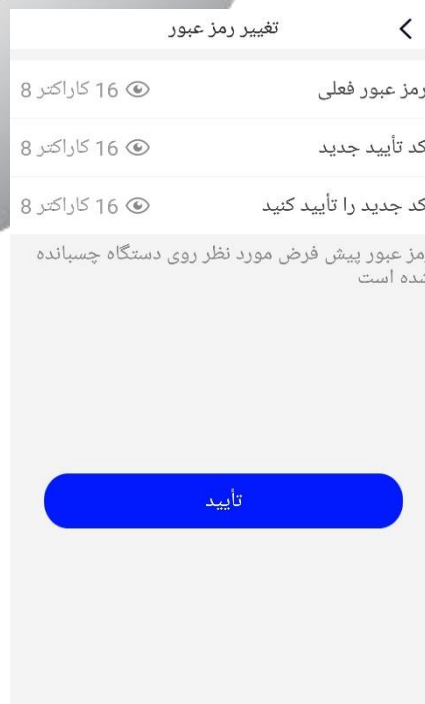 تغییر رمز عبور
رمز عبور فعلی 16 کاراکتر 8
کد تأیید جدید 16 کاراکتر 8
کد جدید را تأیید کنید 16 کاراکتر 8
رمز عبور پیش فرض مورد نظر روی دستگاه چسبانده
شده است
تأیید